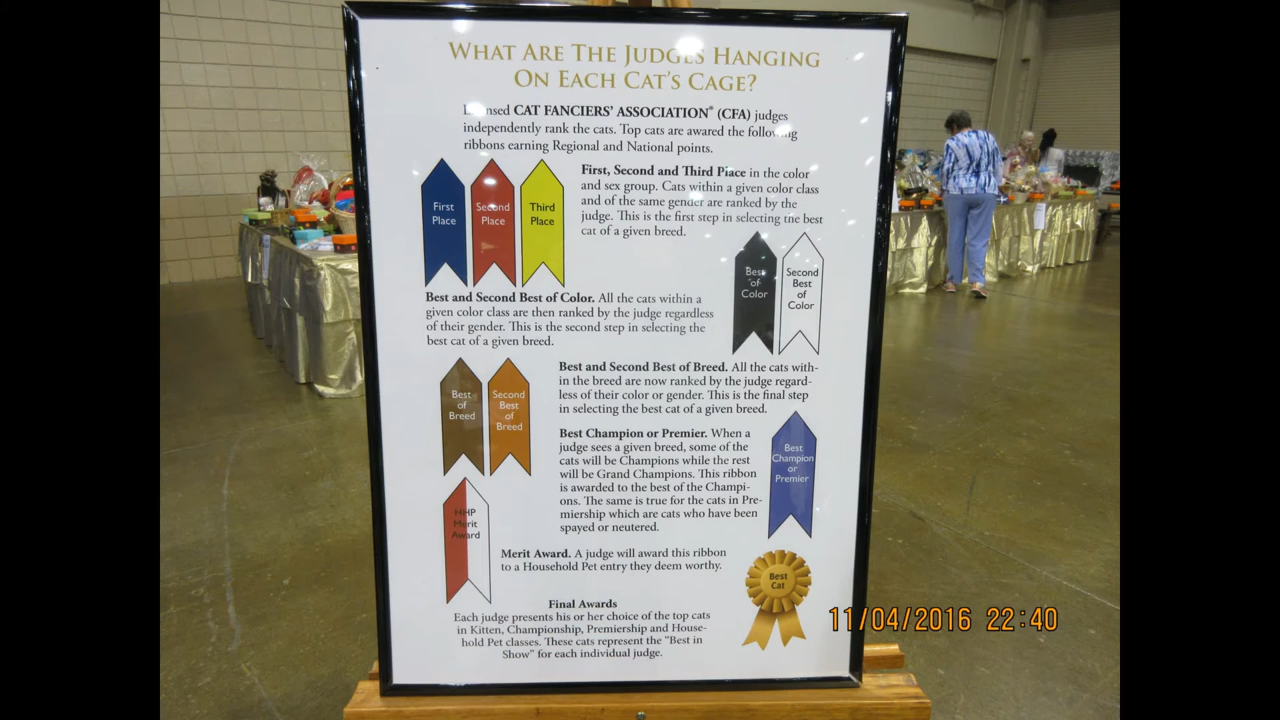 WHAT ARE THE JUDGES HANGING
ON EACH CAT'S CAGE?
CAT FANCIERS' ASSOCIATION® (CFA) judges
independently rank the cats. Top cats are awarded the following
ribbons earning Regional and National points.
First Place
Second Place
Third Place
First, Second and Third Place in the color
and sex group. Cats within a given color class
and of the same gender are ranked by the
judge. This is the first step in selecting the best
cat of a given breed.
Best of Color
Second Best of Color
Best and Second Best of Color. All the cats within a
given color class are then ranked by the judge regardless
of their gender. This is the second step in selecting the
best cat of a given breed.
Best of Breed
Second Best of Breed
Best and Second Best of Breed. All the cats with-
in the breed are now ranked by the judge regard-
less of their color or gender. This is the final step
in selecting the best cat of a given breed.
Best Champion or Premier. When a
judge sees a given breed, some of the
cats will be Champions while the rest
will be Grand Champions. This ribbon
is awarded to the best of the Champi-
ons. The same is true for the cats in Pre-
miership which are cats who have been
spayed or neutered.
Best Champion or Premier
HHP Merit Award
Merit Award. A judge will award this ribbon
to a Household Pet entry they deem worthy.
Best Cat
Final Awards
Each judge presents his or her choice of the top cats
in Kitten, Championship, Premiership and House-
hold Pet classes. These cats represent the "Best in
Show" for each individual judge.
11/04/2016 22:40